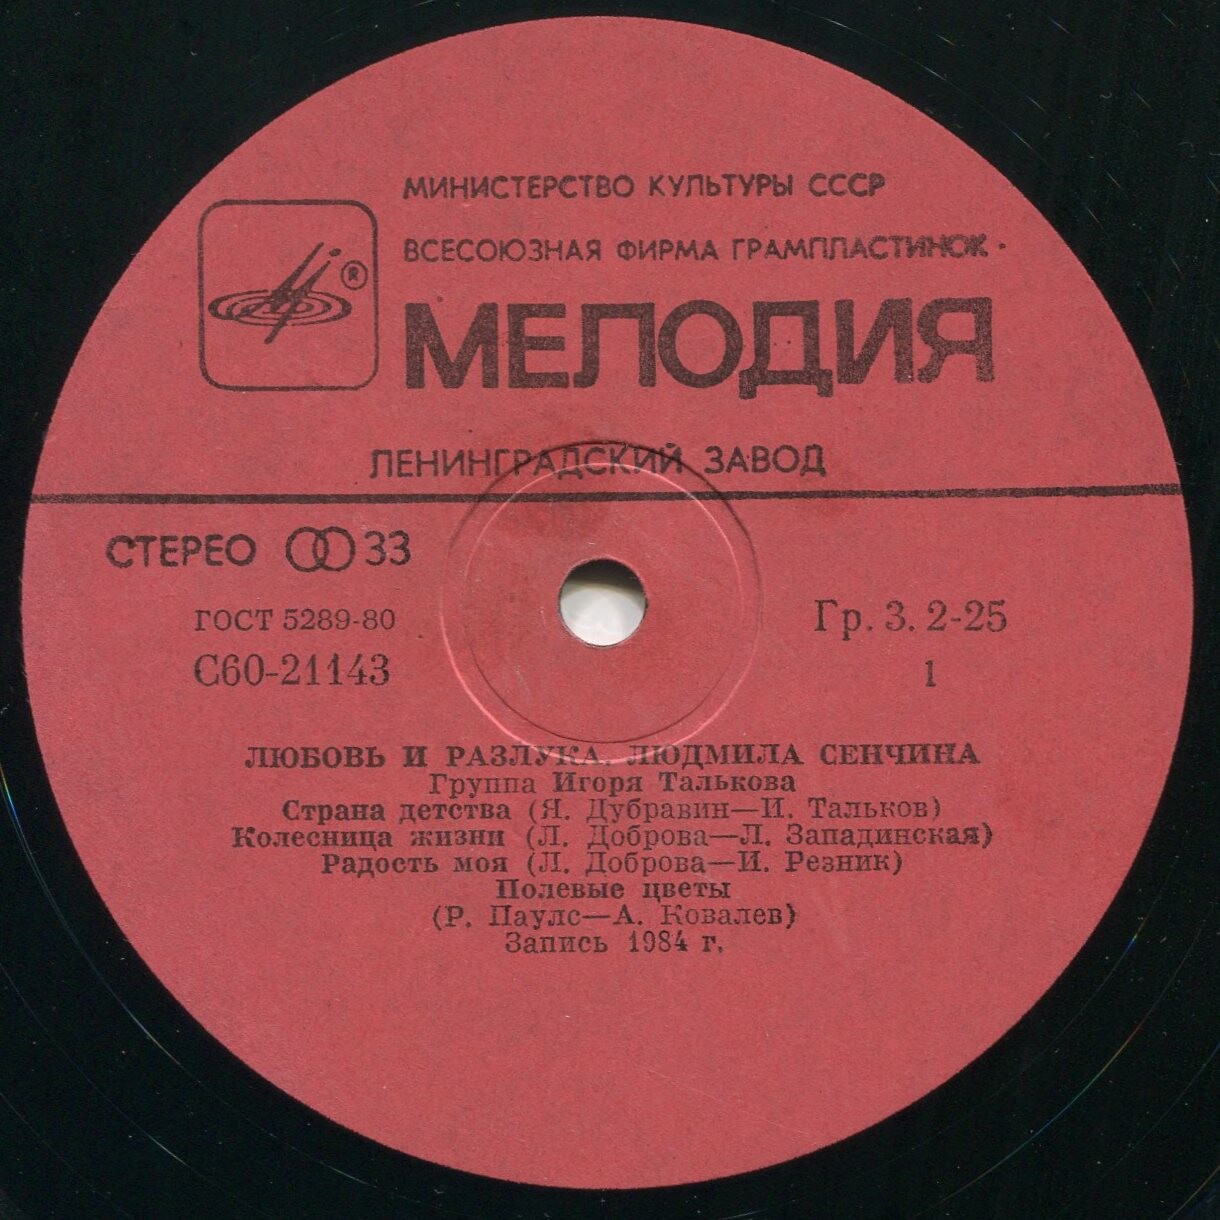 МИНИСТЕРСТВО КУЛЬТУРЫ СССР
ВСЕСОЮЗНАЯ ФИРМА ГРАМПЛАСТИНОК
®
МЕЛОДИЯ
ЛЕНИНГРАДСКИЙ ЗАВОД
СТЕРЕО 33
ГОСТ 5289-80
Гр. 3. 2-25
С60-21143
1
ЛЮБОВЬ И РАЗЛУКА. ЛЮДМИЛА СЕНЧИНА
Группа Игоря Талькова
Страна детства (Я. Дубравин—И. Тальков)
Колесница жизни (Л. Доброва—Л. Западинская)
Радость моя (Л. Доброва—И. Резник)
Полевые цветы
(Р. Паулс—А. Ковалев)
Запись 1984 г.